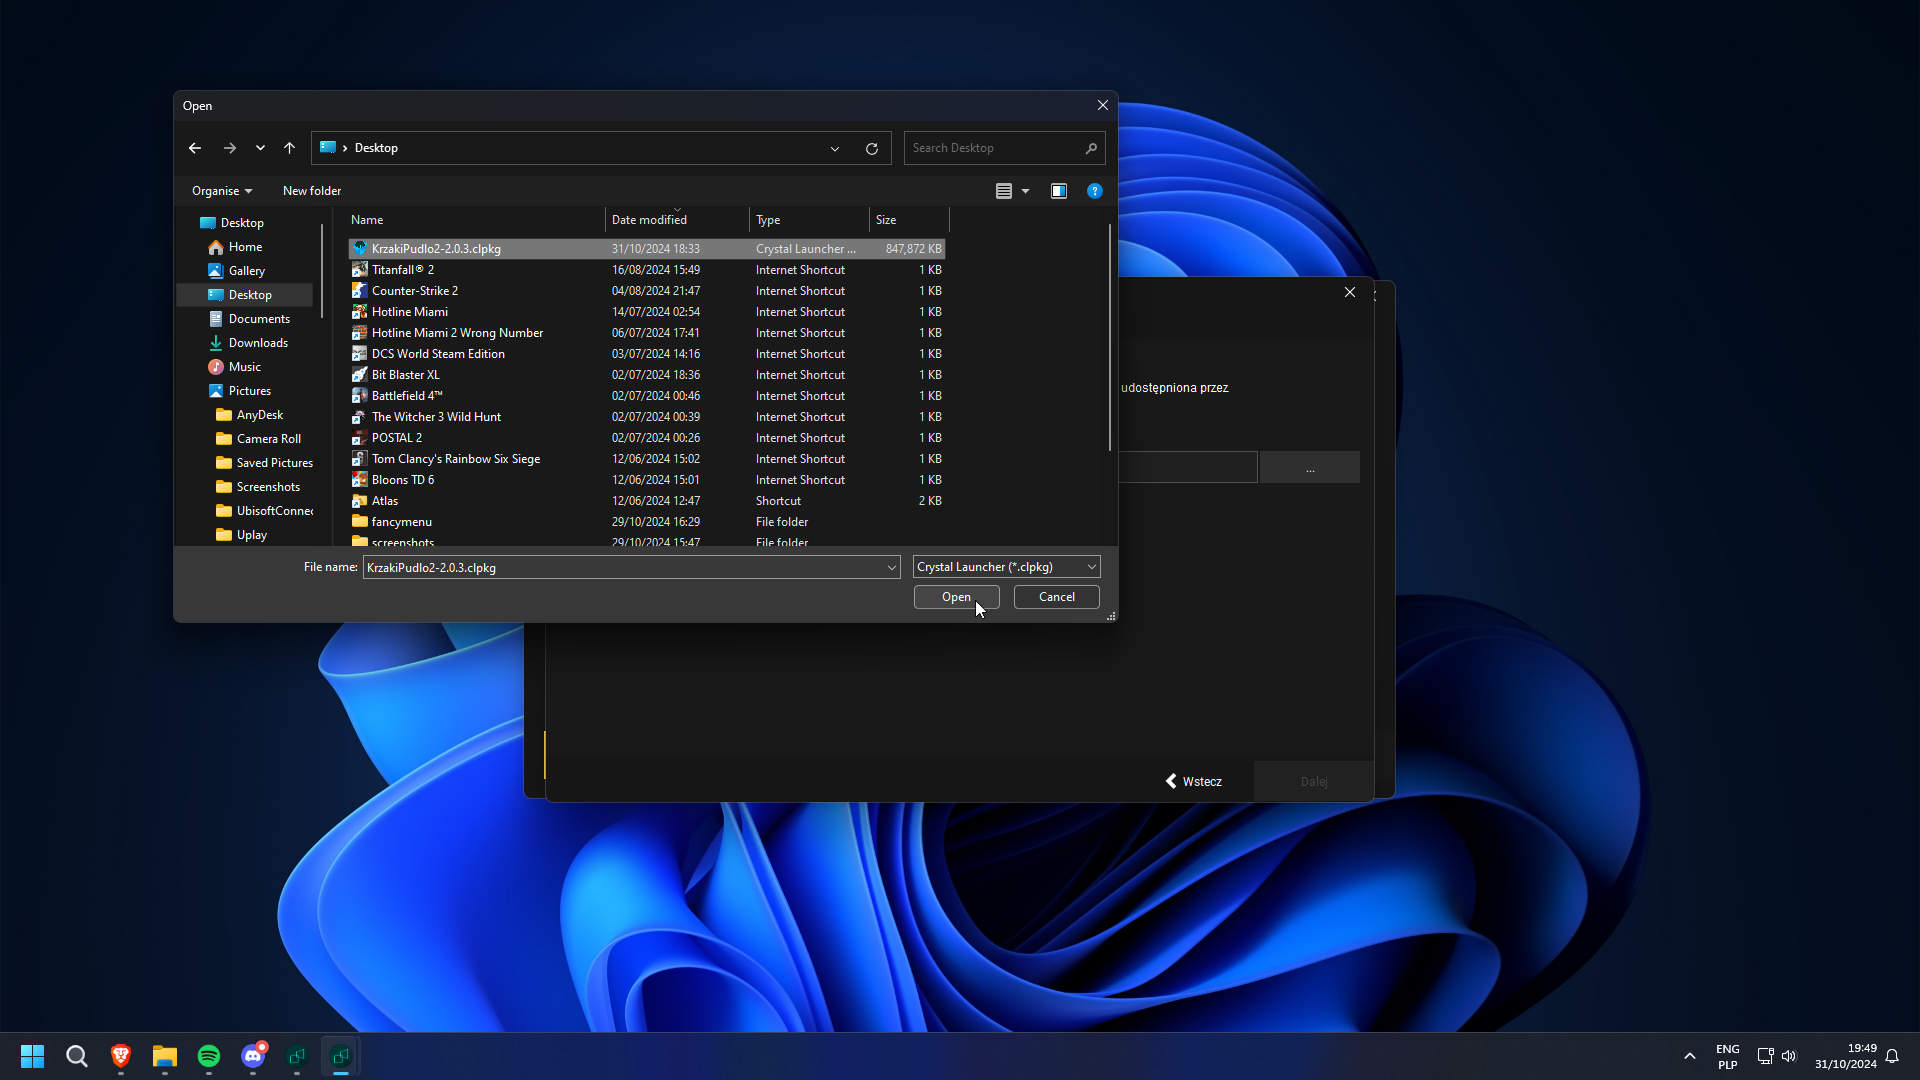 Open
Desktop
Search Desktop
Organise
New folder
Desktop
Home
Gallery
Desktop
Documents
Downloads
Music
Pictures
AnyDesk
Camera Roll
Saved Pictures
Screenshots
UbisoftConnec
Uplay
Name Date modified Type Size
KrzakiPudlo2-2.0.3.clpkg 31/10/2024 18:33 Crystal Launcher ... 847,872 KB
Titanfall® 2 16/08/2024 15:49 Internet Shortcut 1 KB
Counter-Strike 2 04/08/2024 21:47 Internet Shortcut 1 KB
Hotline Miami 14/07/2024 02:54 Internet Shortcut 1 KB
Hotline Miami 2 Wrong Number 06/07/2024 17:41 Internet Shortcut 1 KB
DCS World Steam Edition 03/07/2024 14:16 Internet Shortcut 1 KB
Bit Blaster XL 02/07/2024 18:36 Internet Shortcut 1 KB
Battlefield 4™ 02/07/2024 00:46 Internet Shortcut 1 KB
The Witcher 3 Wild Hunt 02/07/2024 00:39 Internet Shortcut 1 KB
POSTAL 2 02/07/2024 00:26 Internet Shortcut 1 KB
Tom Clancy's Rainbow Six Siege 12/06/2024 15:02 Internet Shortcut 1 KB
Bloons TD 6 12/06/2024 15:01 Internet Shortcut 1 KB
Atlas 12/06/2024 12:47 Shortcut 2 KB
fancymenu 29/10/2024 16:29 File folder
screenshots 29/10/2024 15:47 File folder
File name: KrzakiPudlo2-2.0.3.clpkg
Crystal Launcher (*.clpkg)
Open
Cancel
udostępniona przez
...
Wstecz
Dalej
ENG
PLP
19:49
31/10/2024